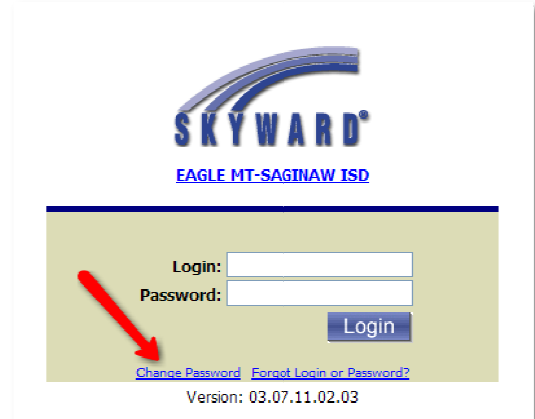 SKYWARD®
EAGLE MT-SAGINAW ISD
Login:
Password:
Login
Change Password Forgot Login or Password?
Version: 03.07.11.02.03